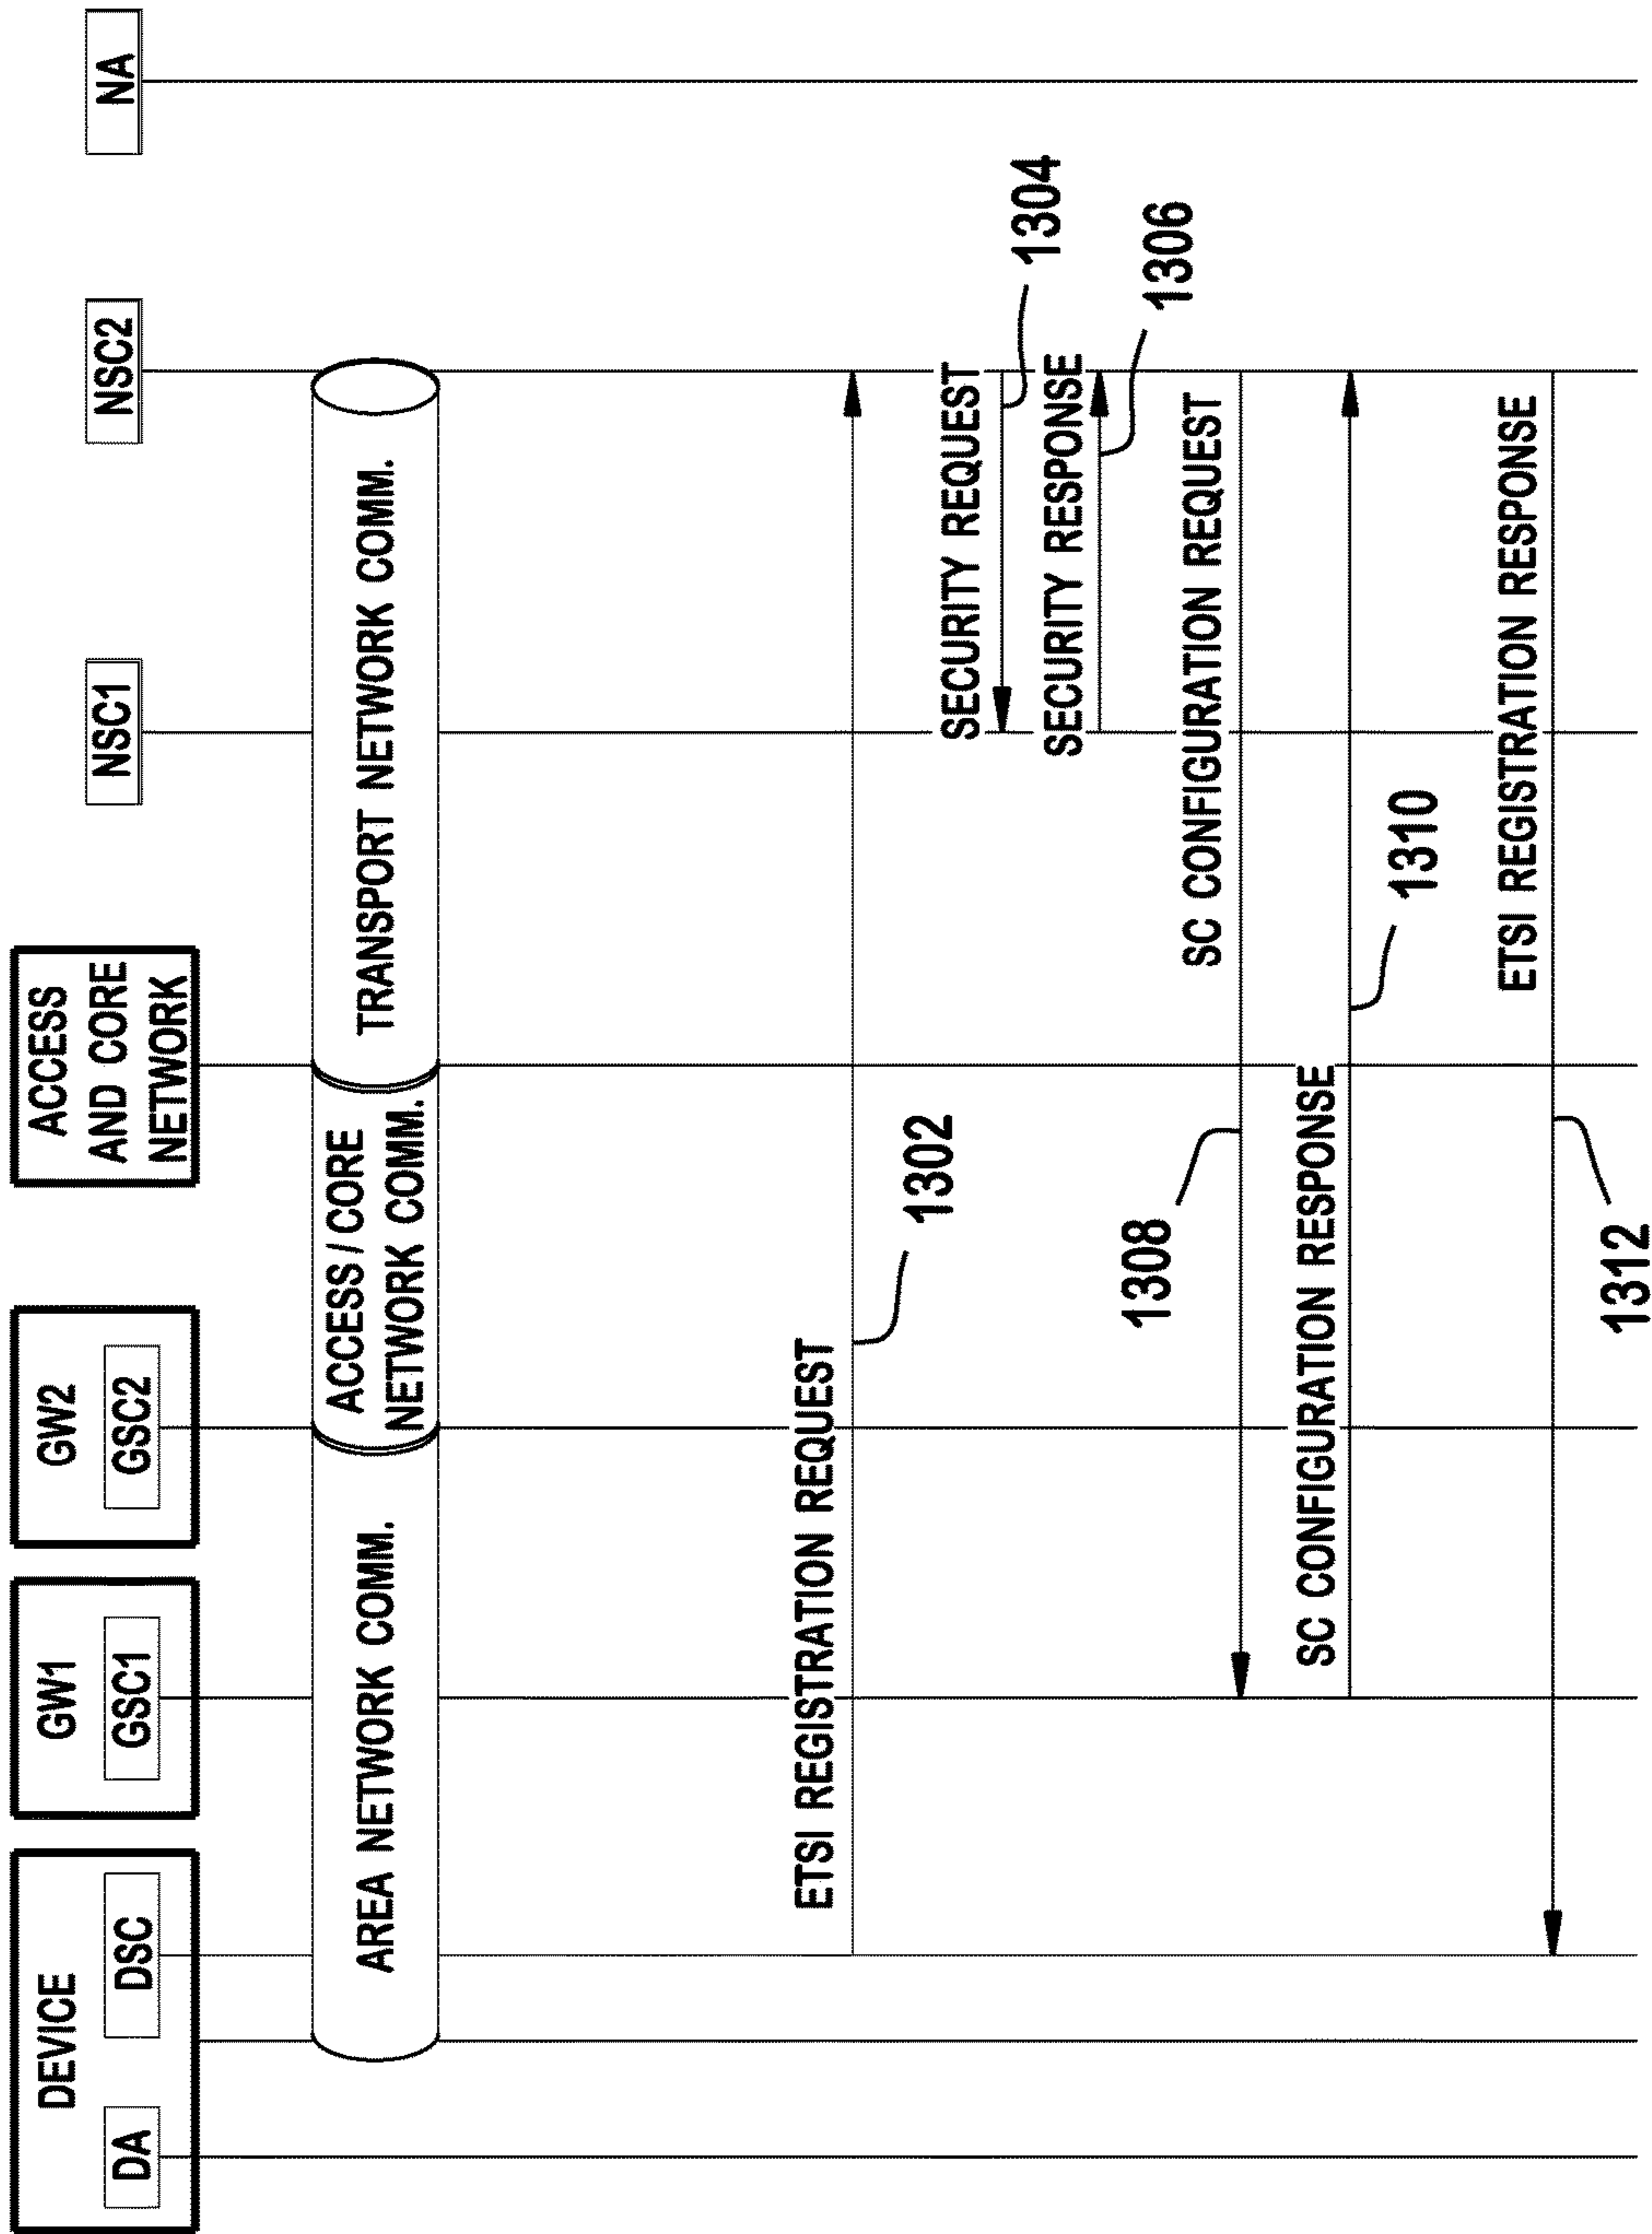 DEVICE
DA
DSC
GW1
GSC1
GW2
GSC2
ACCESS
AND CORE
NETWORK
NSC1
NSC2
NA
AREA NETWORK COMM.
ACCESS/CORE
NETWORK COMM.
TRANSPORT NETWORK COMM.
ETSI REGISTRATION REQUEST
1302
SECURITY REQUEST
1304
SECURITY RESPONSE
1306
SC CONFIGURATION REQUEST
1308
SC CONFIGURATION RESPONSE
1310
ETSI REGISTRATION RESPONSE
1312